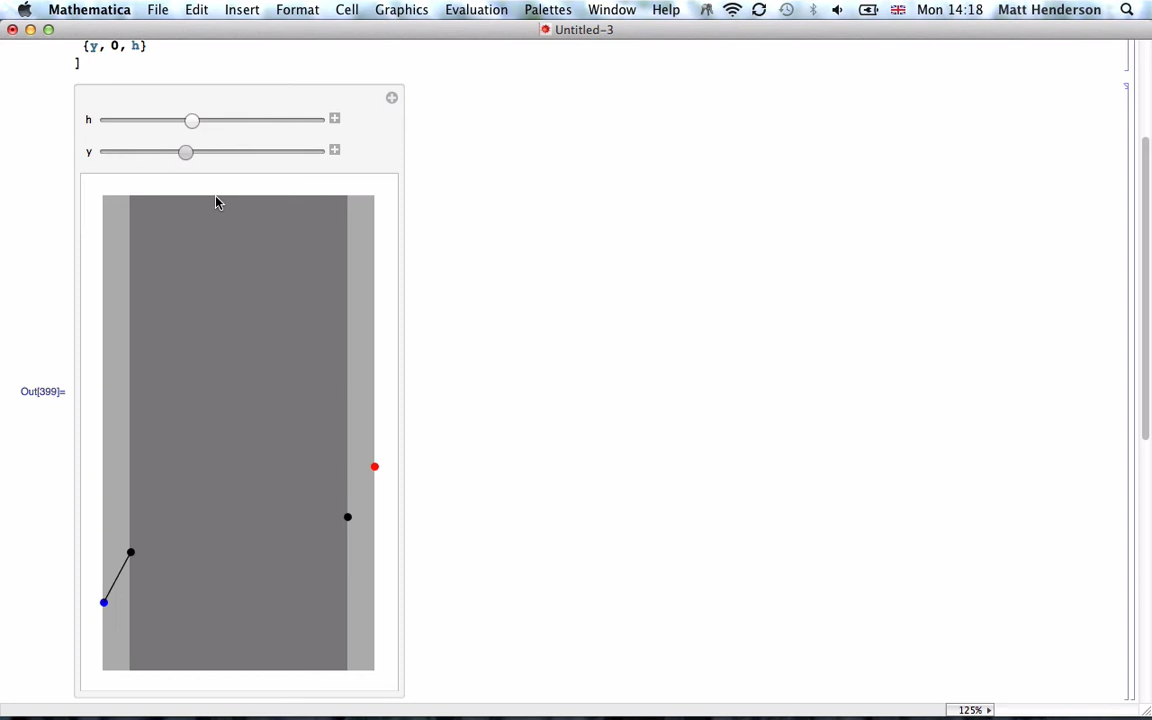 Mathematica File Edit Insert Format Cell Graphics Evaluation Palettes Window Help Mon 14:18 Matt Henderson
Untitled-3
{y, 0, h}
]
h
y
Out[399]=
125%